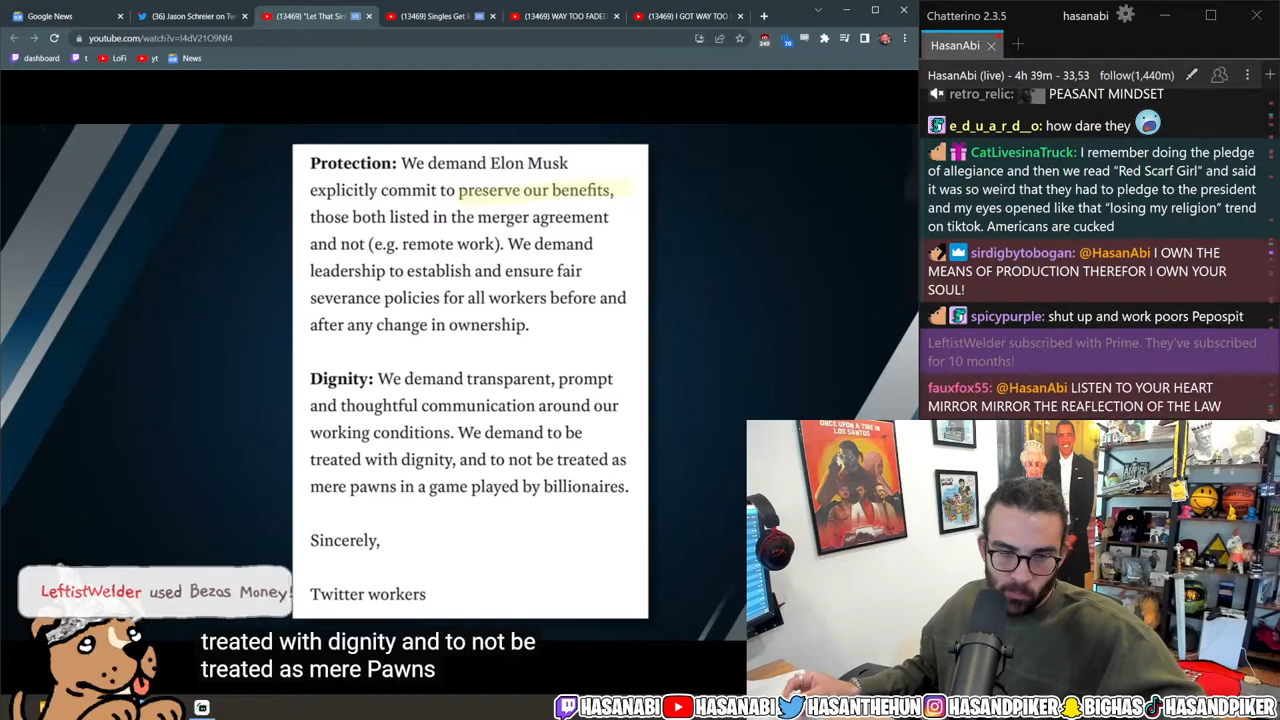 Google News
(36) Jason Schreier on Tw
(13469) "Let That Sin
(13469) Singles Get B
(13469) WAY TOO FADED
(13469) I GOT WAY TOO
youtube.com/watch?v=I4dV21O9Nf4
240
70
dashboard
t
LoFi
yt
News
Protection: We demand Elon Musk
explicitly commit to preserve our benefits,
those both listed in the merger agreement
and not (e.g. remote work). We demand
leadership to establish and ensure fair
severance policies for all workers before and
after any change in ownership.
Dignity: We demand transparent, prompt
and thoughtful communication around our
working conditions. We demand to be
treated with dignity, and to not be treated as
mere pawns in a game played by billionaires.
Sincerely,
Twitter workers
LeftistWelder used Bezos Money!
treated with dignity and to not be
treated as mere Pawns
Chatterino 2.3.5
hasanabi
HasanAbi
HasanAbi (live) - 4h 39m - 33,53
follow(1,440m)
retro_relic: PEASANT MINDSET
e_d_u_a_r_d__o: how dare they
CatLivesinaTruck: I remember doing the pledge
of allegiance and then we read "Red Scarf Girl" and said
it was so weird that they had to pledge to the president
and my eyes opened like that "losing my religion" trend
on tiktok. Americans are cucked
sirdigbytobogan: @HasanAbi I OWN THE
MEANS OF PRODUCTION THEREFOR I OWN YOUR
SOUL!
spicypurple: shut up and work poors Pepospit
LeftistWelder subscribed with Prime. They've subscribed
for 10 months!
fauxfox55: @HasanAbi LISTEN TO YOUR HEART
MIRROR MIRROR THE REAFLECTION OF THE LAW
ONCE UPON A TIME IN
LOS SANTOS
HASANABI
HASANABI
HASANTHEHUN
HASANDPIKER
BIGHAS
HASANDPIKER